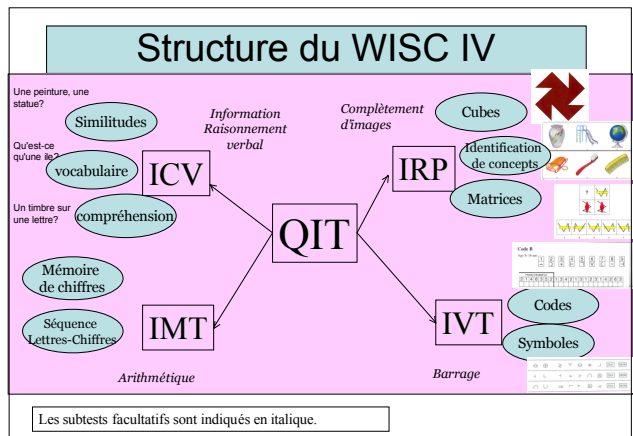 Structure du WISC IV
Une peinture, une
statue?
Similitudes
Information
Raisonnement
verbal
Complètement
d'images
Cubes
Qu'est-ce
qu'une ile?
vocabulaire
ICV
IRP
Identification
de concepts
Matrices
Un timbre sur
une lettre?
compréhension
QIT
Code B
Mémoire
de chiffres
Séquence
Lettres-Chiffres
IMT
IVT
Codes
Symboles
Arithmétique
Barrage
Les subtests facultatifs sont indiqués en italique.